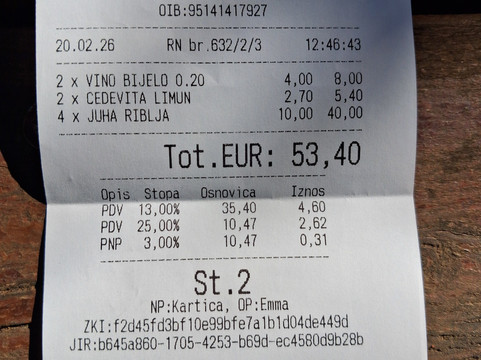 OIB:95141417927
20.02.26 RN br.632/2/3 12:46:43
2 x VINO BIJELO 0.20 4,00 8,00
2 x CEDEVITA LIMUN 2,70 5,40
4 x JUHA RIBLJA 10,00 40,00
Tot.EUR: 53,40
Opis Stopa Osnovica Iznos
PDV 13,00% 35,40 4,60
PDV 25,00% 10,47 2,62
PNP 3,00% 10,47 0,31
St.2
NP:Kartica, OP:Emma
ZKI:f2d45fd3bf10e99bfe7a1b1d04de449d
JIR:b645a860-1705-4253-b69d-ec4580d9b28b